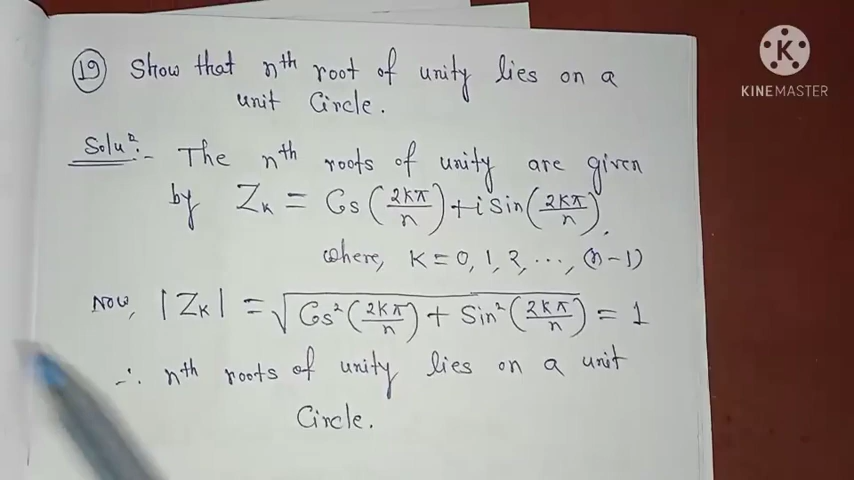 (19) Show that nth root of unity lies on a
unit Circle.
Soluⁿ:- The nth roots of unity are given
by Zₖ = Cos(2kπ/n) + i Sin(2kπ/n),
where, K = 0, 1, 2, ..., (n-1)
Now, |Zₖ| = √(Cos²(2kπ/n) + Sin²(2kπ/n)) = 1
∴ nth roots of unity lies on a unit
Circle.
K
KINEMASTER